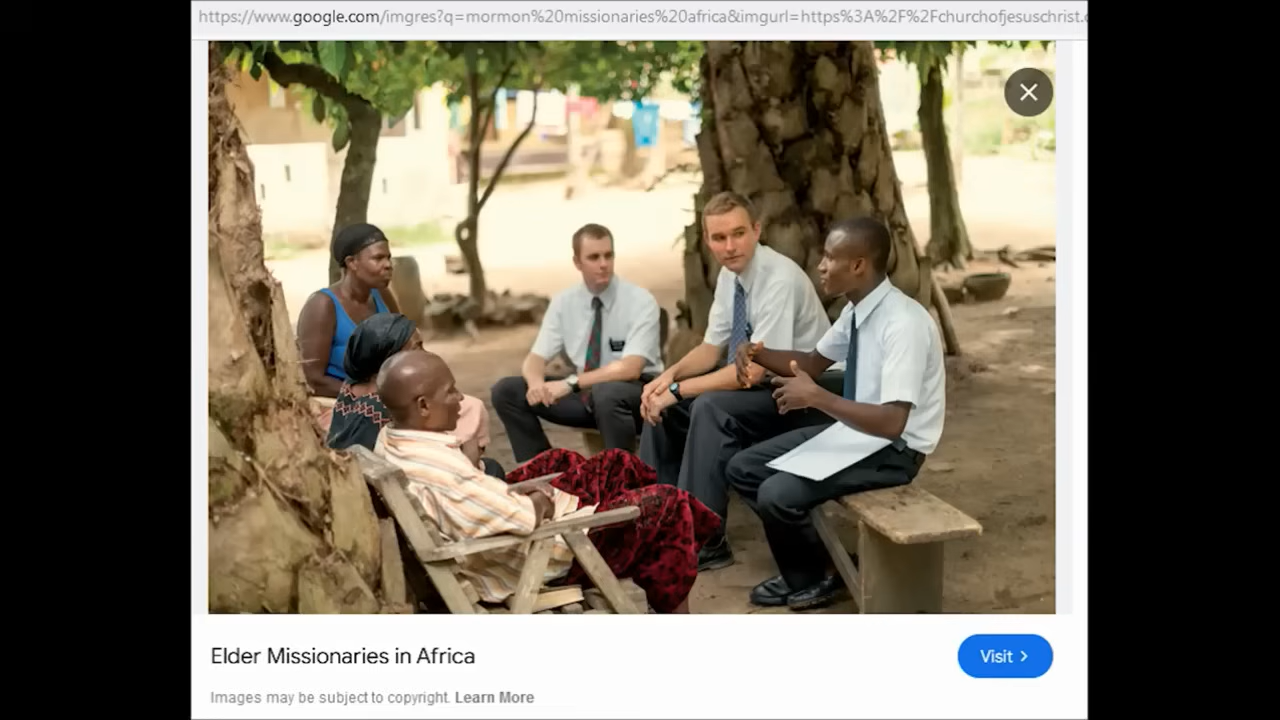 https://www.google.com/imgres?q=mormon%20missionaries%20africa&imgurl=https%3A%2F%2Fchurchofjesuschrist.
Elder Missionaries in Africa
Visit >
Images may be subject to copyright. Learn More